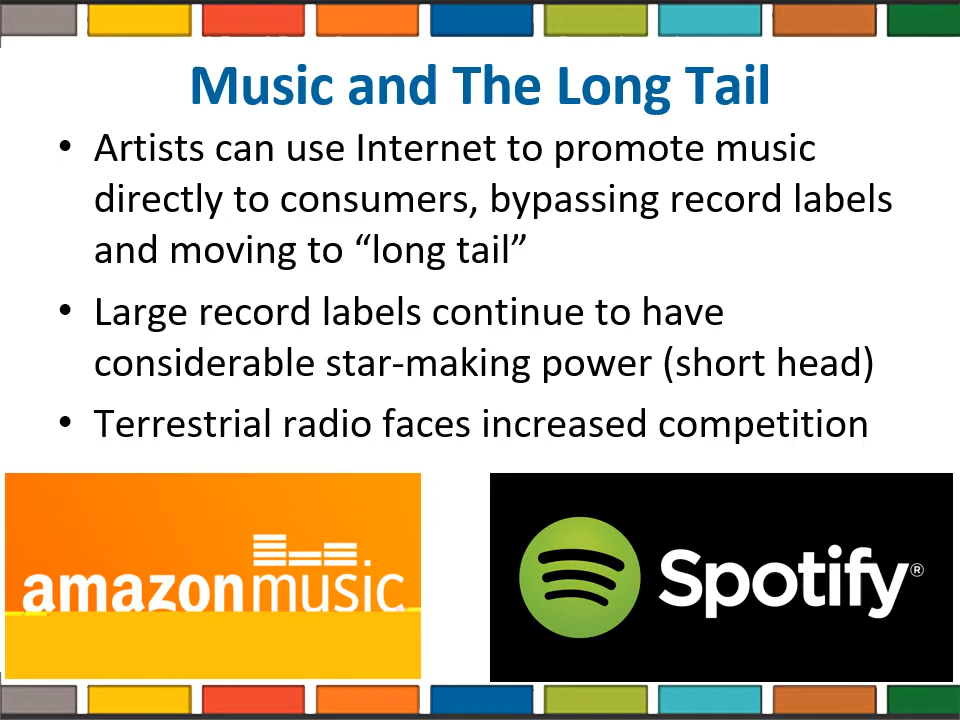 Music and The Long Tail
• Artists can use Internet to promote music
directly to consumers, bypassing record labels
and moving to “long tail”
• Large record labels continue to have
considerable star-making power (short head)
• Terrestrial radio faces increased competition
amazonmusic
Spotify®